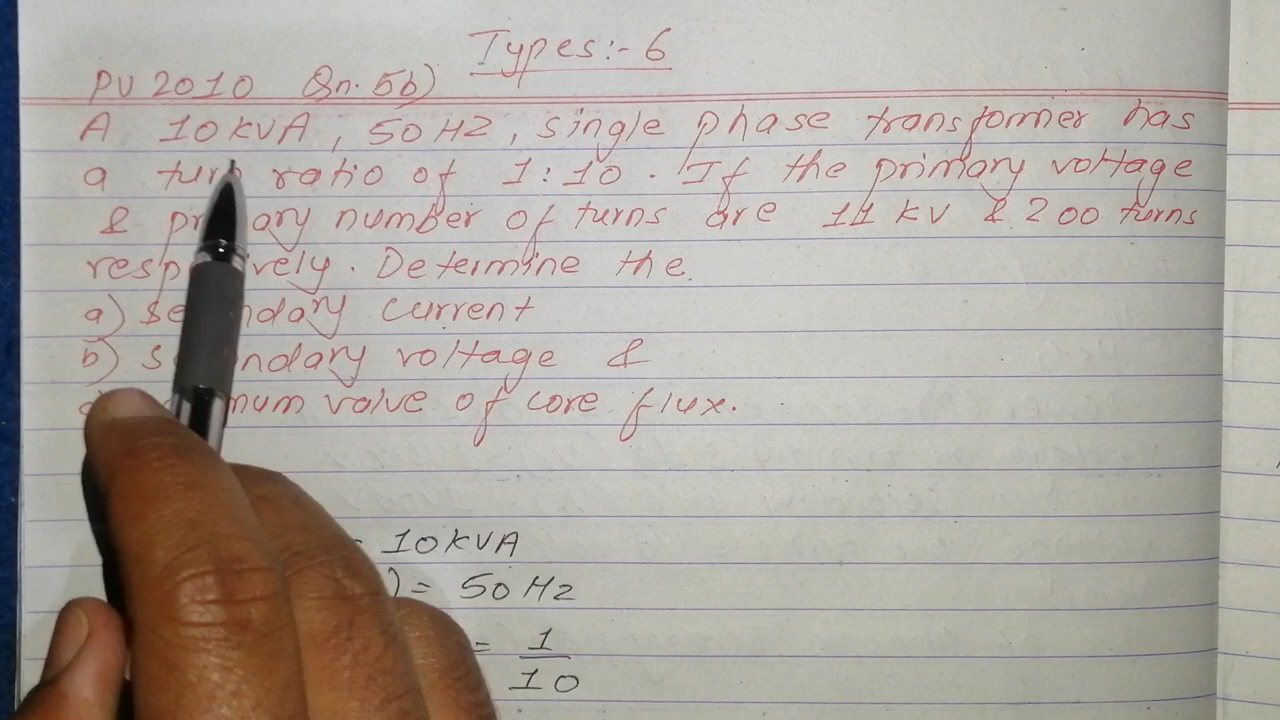 Types:- 6
PU 2010 Qn. 5b)
A 10 KVA, 50 HZ, single phase transformer has
a turn ratio of 1:10. If the primary voltage
& number of turns are 11 KV & 200 turns
Determine the.
a) current
b) voltage &
value of core flux.
= 10 KVA
) = 50 Hz
= 1
10